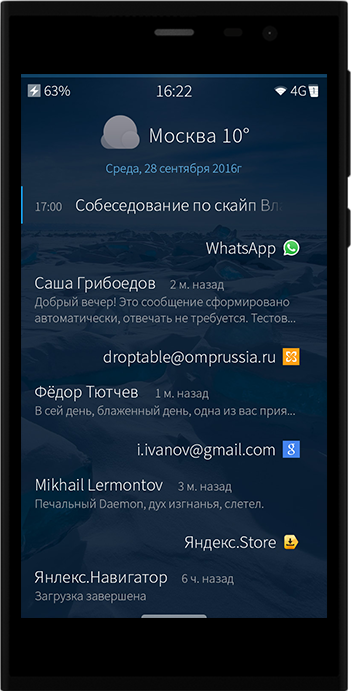 63% 16:22 4G 1
Москва 10°
Среда, 28 сентября 2016г
17:00 Собеседование по скайп Вла
WhatsApp
Саша Грибоедов 2 м. назад
Добрый вечер! Это сообщение сформировано
автоматически, отвечать не требуется. Тестов...
droptable@omprussia.ru
Фёдор Тютчев 1 м. назад
В сей день, блаженный день, одна из вас прия...
i.ivanov@gmail.com
Mikhail Lermontov 3 м. назад
Печальный Daemon, дух изгнанья, слетел.
Яндекс.Store
Янлекс.Навигатор 6 ч. назад
Загрузка завершена